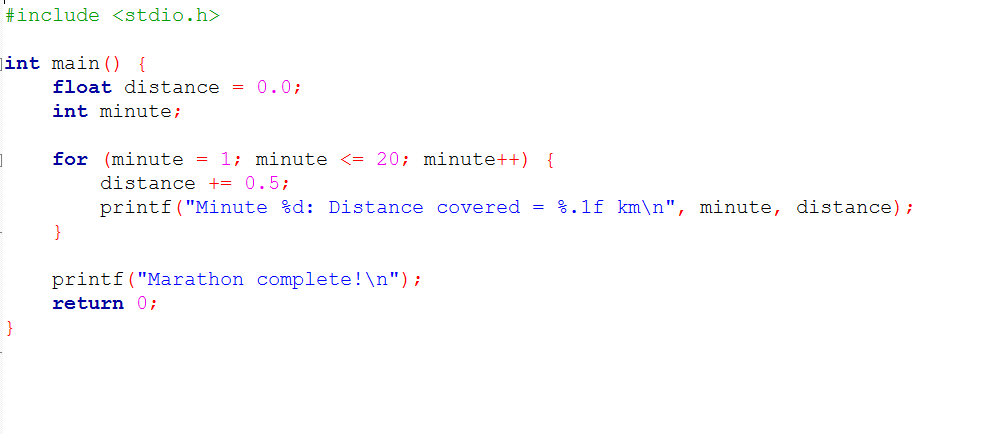 #include <stdio.h>
int main() {
    float distance = 0.0;
    int minute;
    for (minute = 1; minute <= 20; minute++) {
        distance += 0.5;
        printf("Minute %d: Distance covered = %.1f km\n", minute, distance);
    }
    printf("Marathon complete!\n");
    return 0;
}